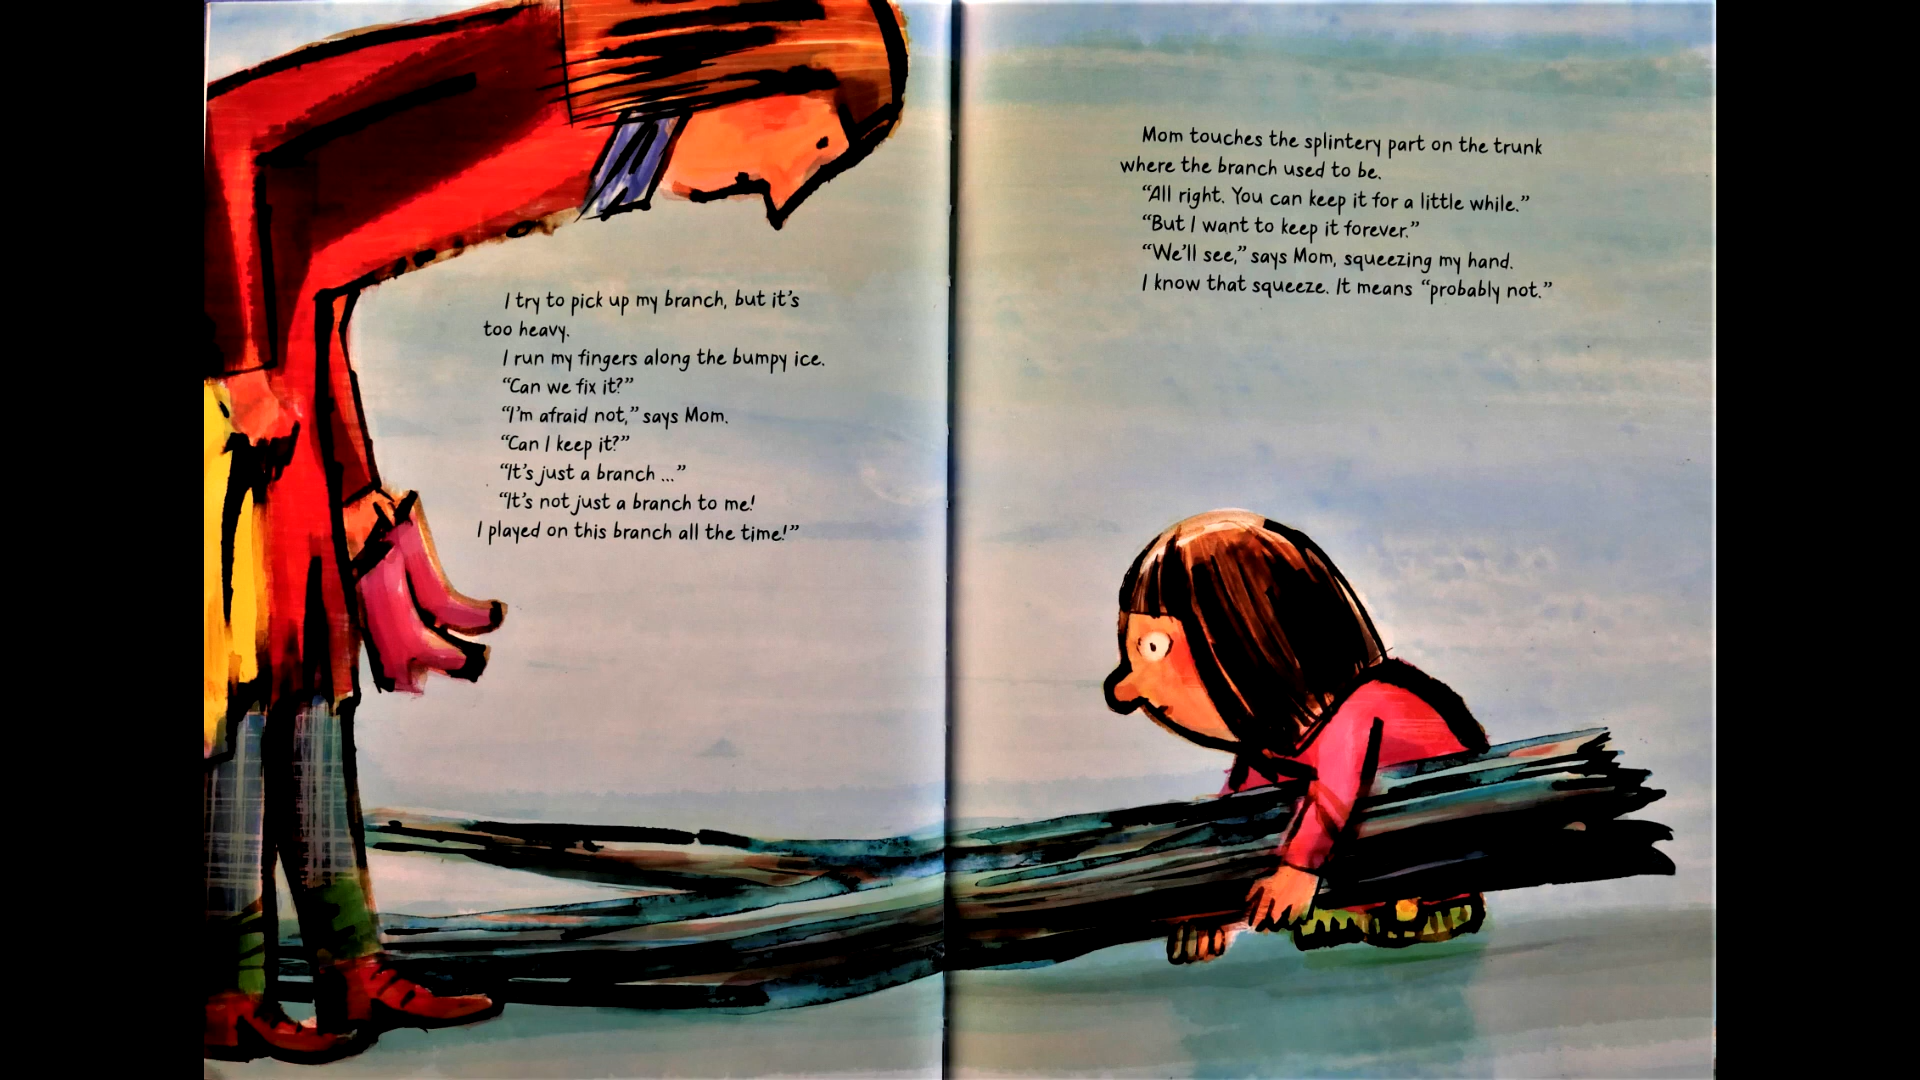 I try to pick up my branch, but it's
too heavy.
I run my fingers along the bumpy ice.
“Can we fix it?”
“I'm afraid not,” says Mom.
“Can I keep it?”
“It's just a branch ...”
“It's not just a branch to me!
I played on this branch all the time!”
Mom touches the splintery part on the trunk
where the branch used to be.
“All right. You can keep it for a little while.”
“But I want to keep it forever.”
“We'll see,” says Mom, squeezing my hand.
I know that squeeze. It means “probably not.”